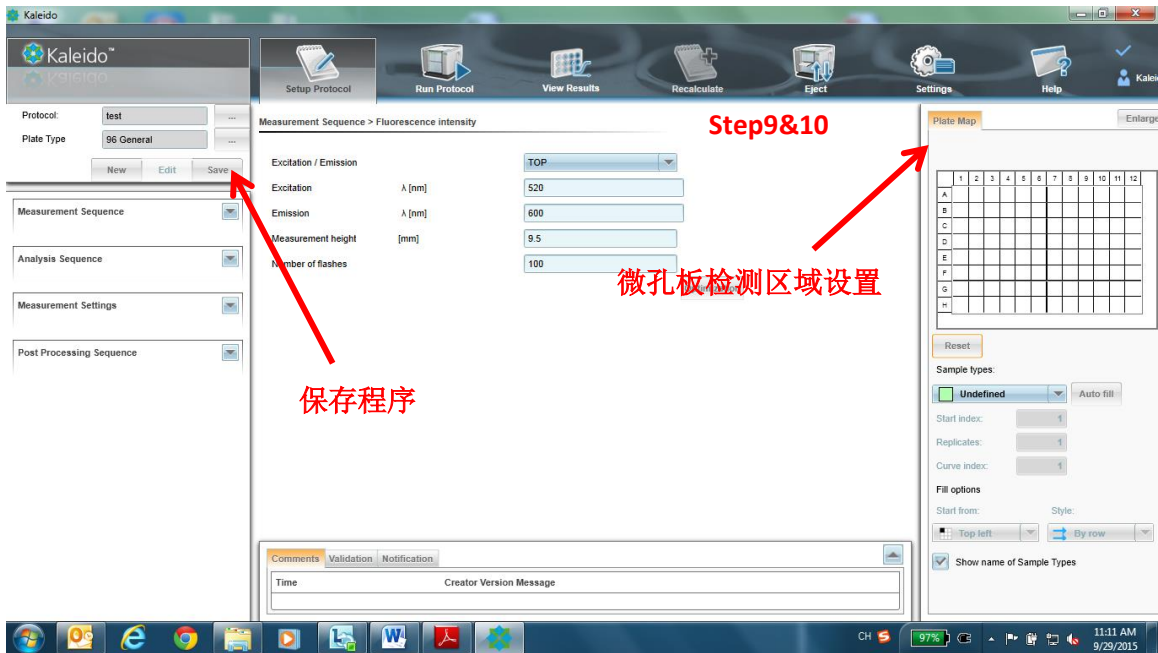 Kaleido
Kaleido™
Setup Protocol
Run Protocol
View Results
Recalculate
Eject
Settings
Help
Protocol:
test
...
Plate Type
96 General
...
New
Edit
Save
Measurement Sequence
Analysis Sequence
Measurement Settings
Post Processing Sequence
Measurement Sequence > Fluorescence intensity
Step9&10
Excitation / Emission
TOP
Excitation λ [nm]
520
Emission λ [nm]
600
Measurement height [mm]
9.5
Number of flashes
100
微孔板检测区域设置
保存程序
Plate Map
1 2 3 4 5 6 7 8 9 10 11 12
A
B
C
D
E
F
G
H
Reset
Sample types:
Undefined
Auto fill
Start index:
1
Replicates:
1
Curve index:
1
Fill options
Start from:
Style:
Top left
By row
Show name of Sample Types
Comments
Validation
Notification
Time
Creator Version Message
CH
97%
11:11 AM
9/29/2015